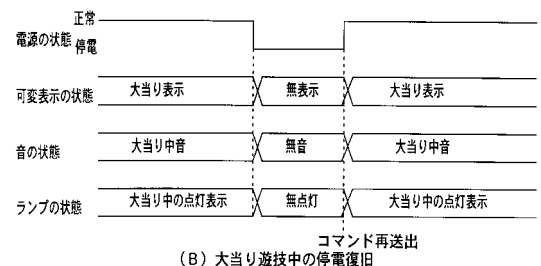 正常
電源の状態 停電
可変表示の状態 大当り表示 無表示 大当り表示
音の状態 大当り中音 無音 大当り中音
ランプの状態 大当り中の点灯表示 無点灯 大当り中の点灯表示
コマンド再送出
(B)大当り遊技中の停電復旧